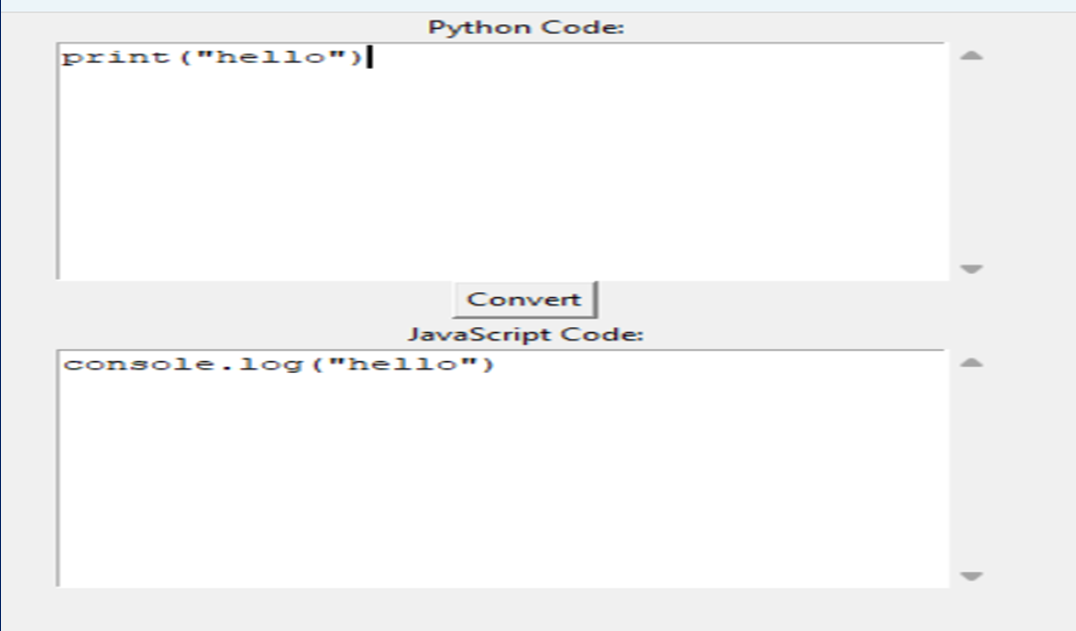 Python Code:
print("hello")
Convert
JavaScript Code:
console.log("hello")